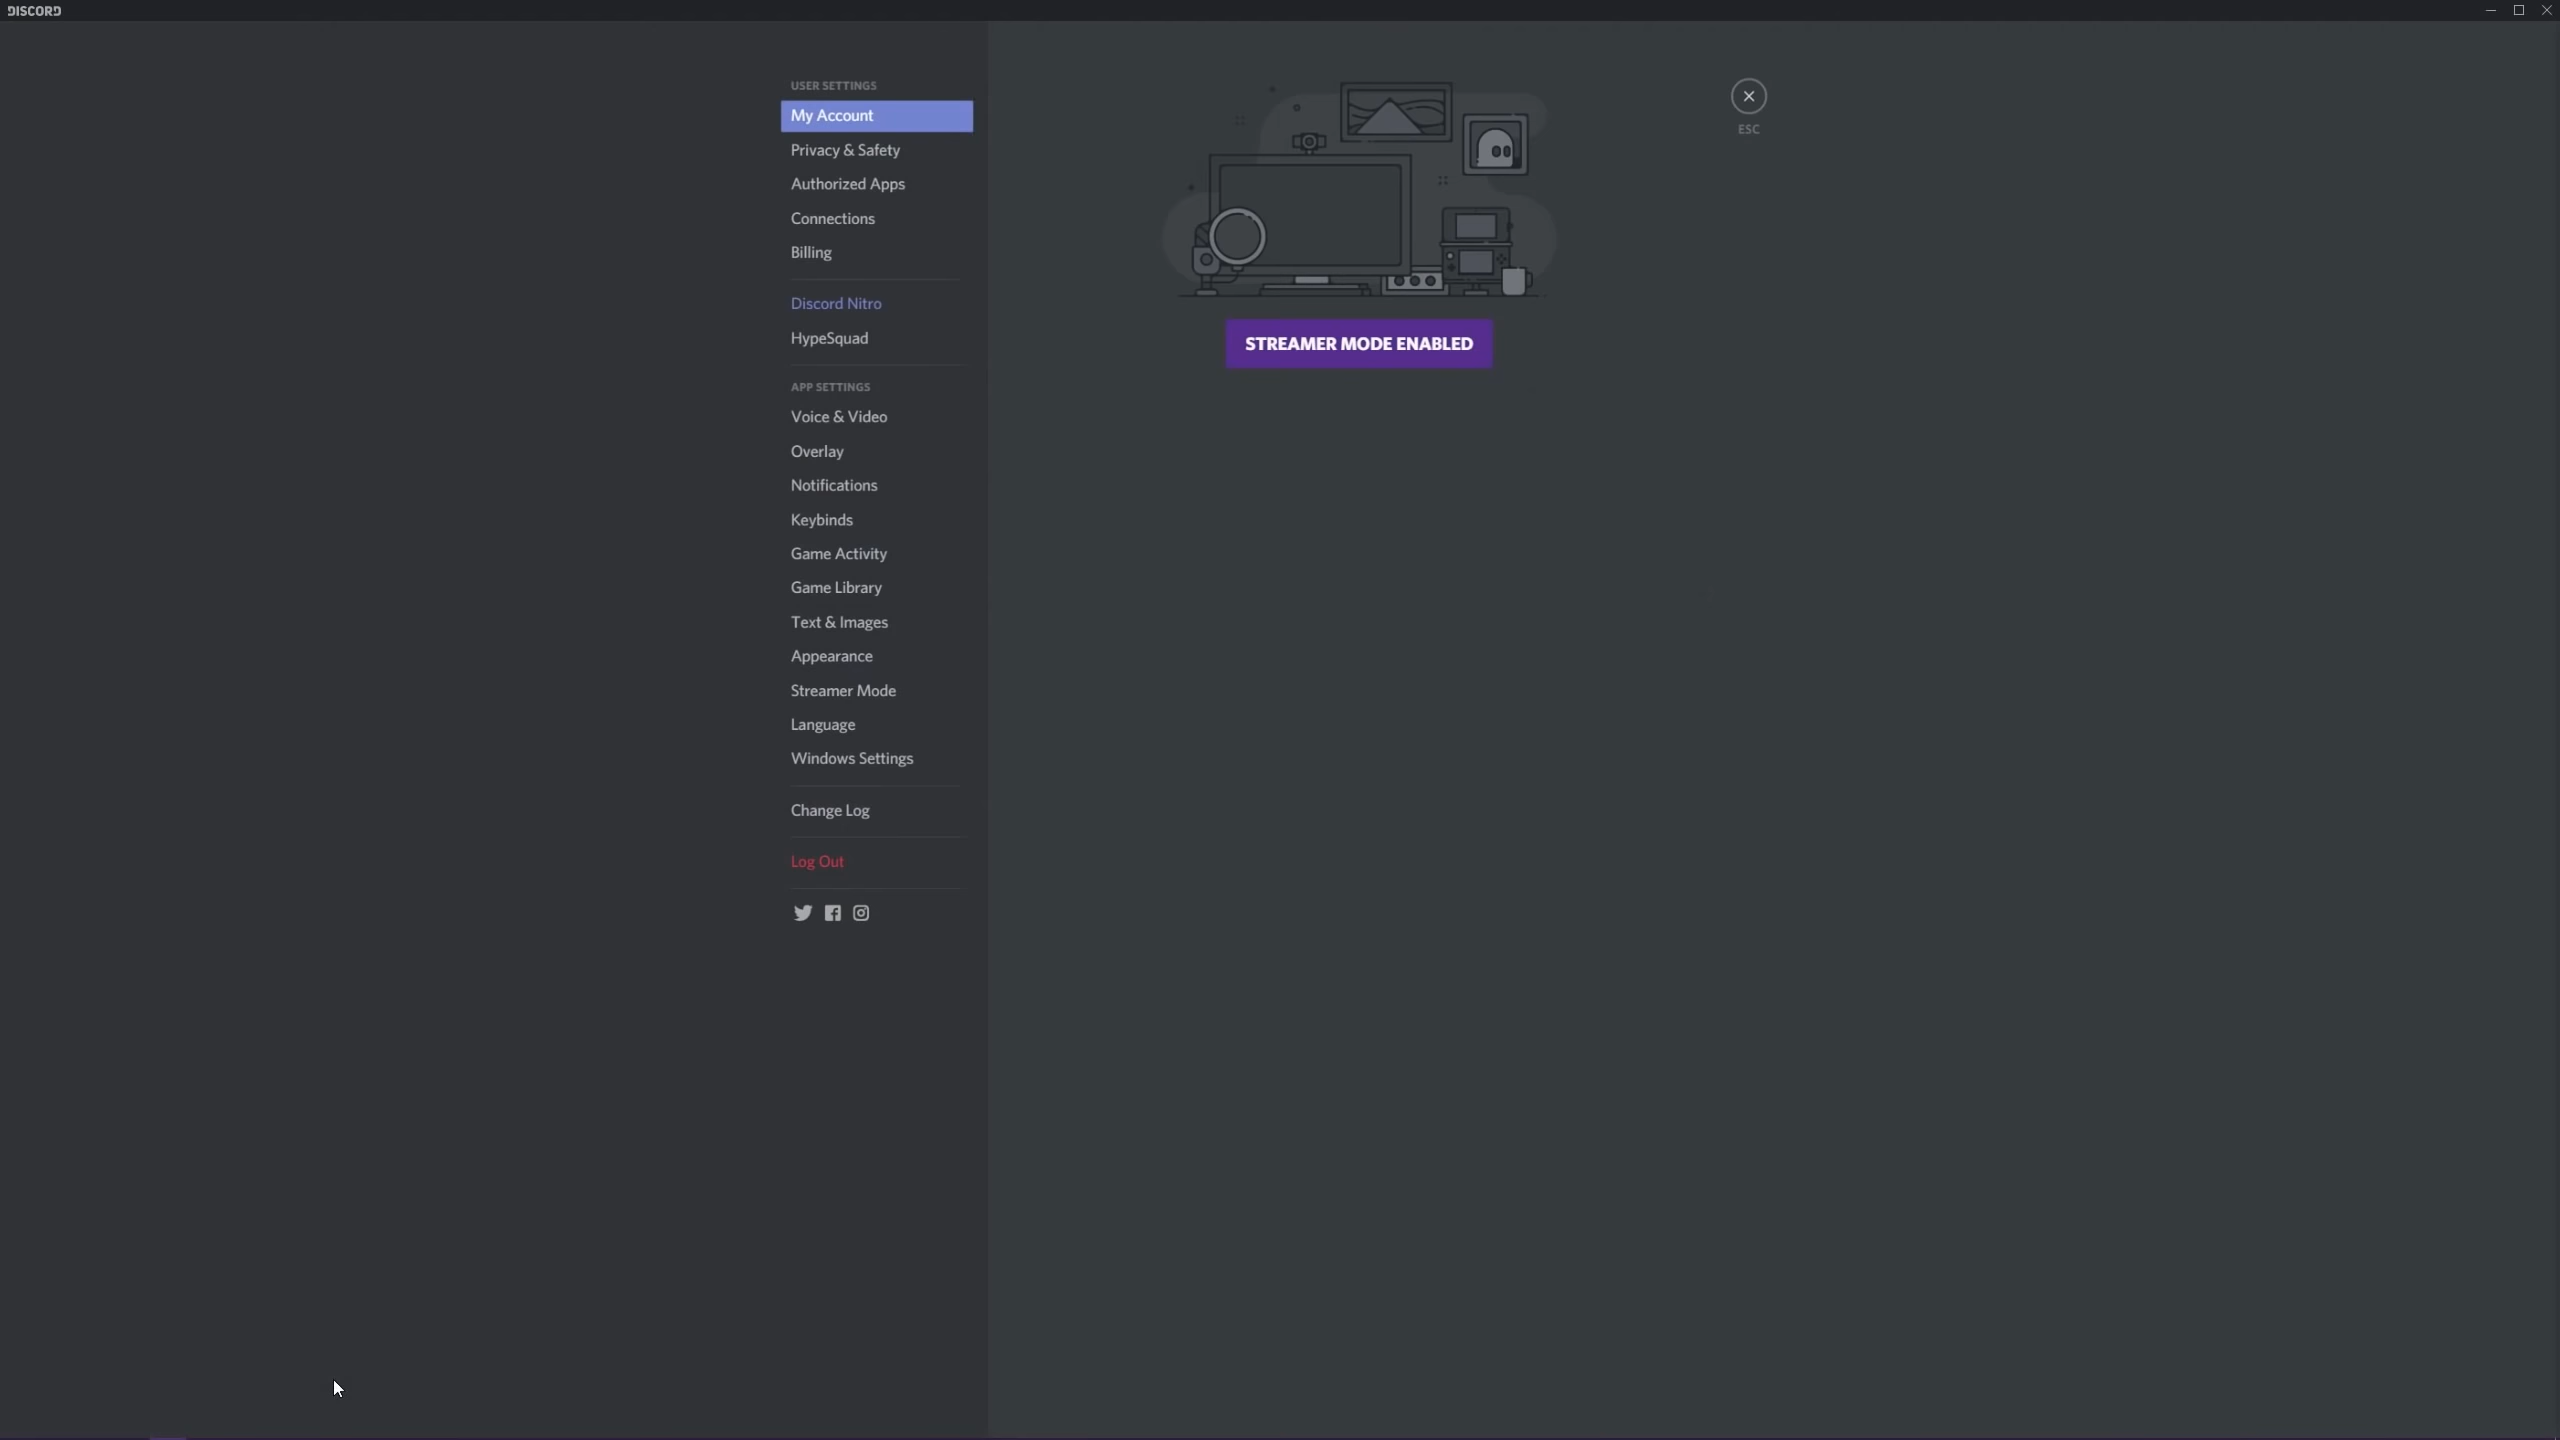 DISCORD
USER SETTINGS
My Account
Privacy & Safety
Authorized Apps
Connections
Billing
Discord Nitro
HypeSquad
APP SETTINGS
Voice & Video
Overlay
Notifications
Keybinds
Game Activity
Game Library
Text & Images
Appearance
Streamer Mode
Language
Windows Settings
Change Log
Log Out
STREAMER MODE ENABLED
ESC